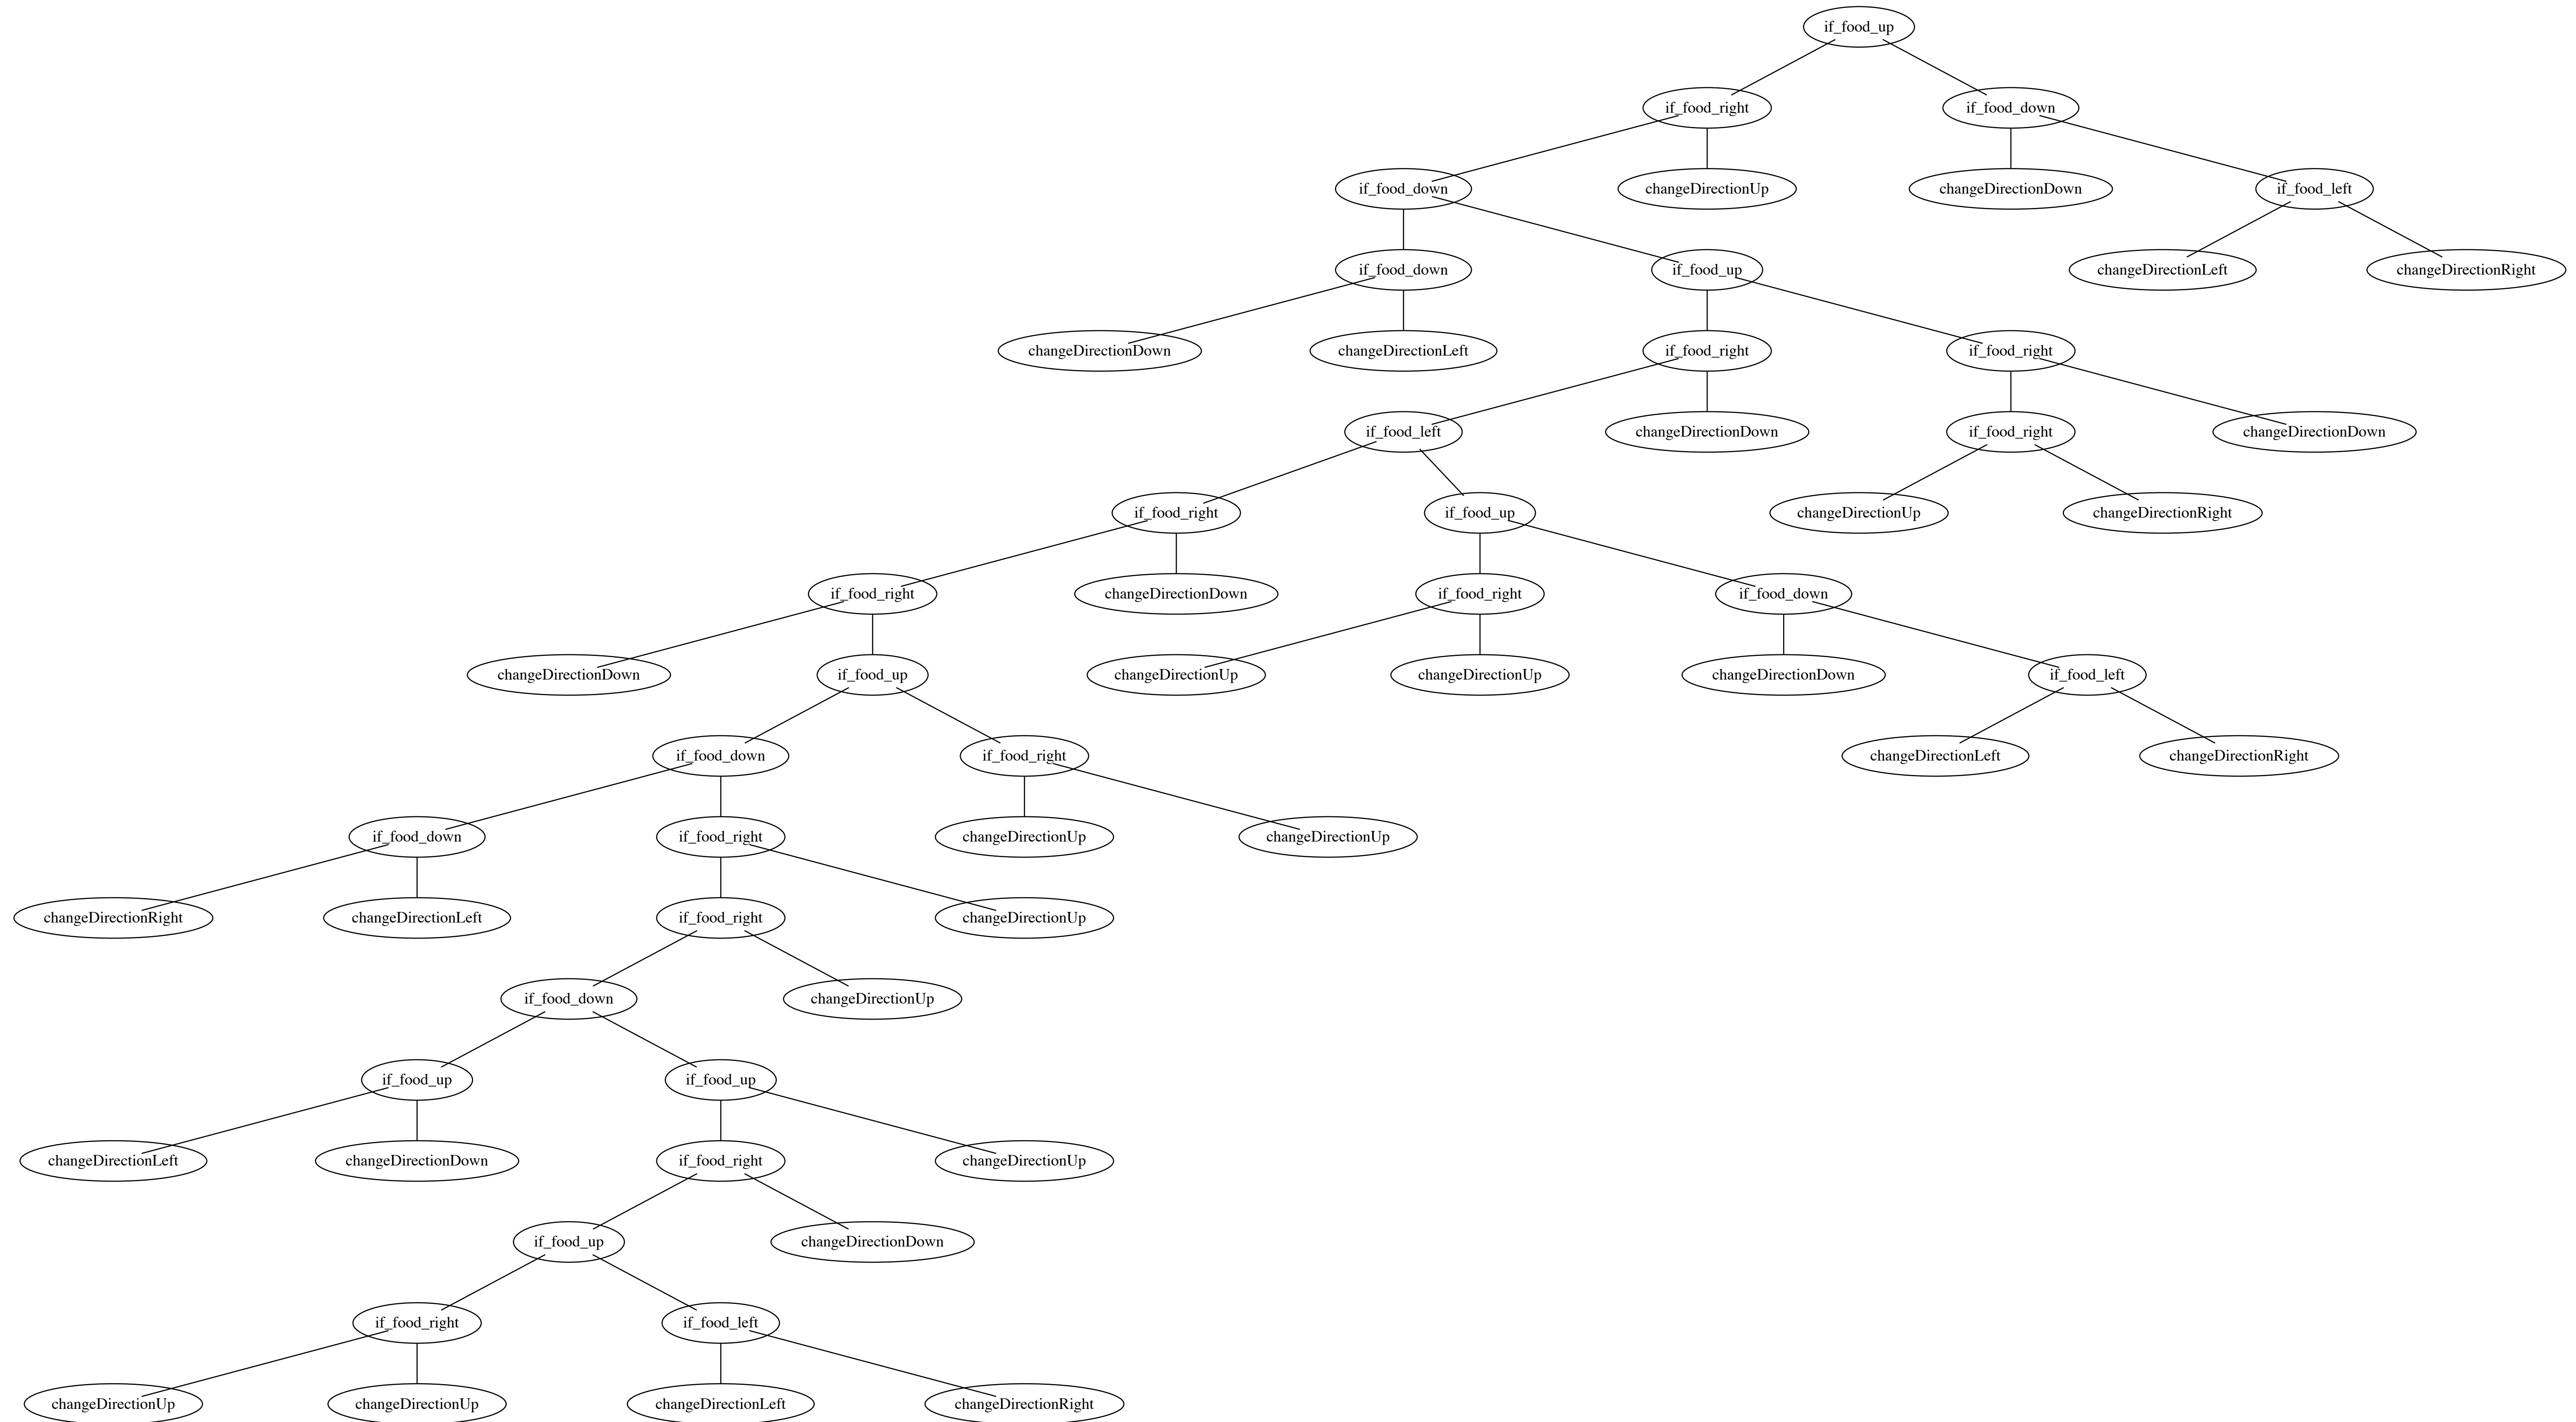 if_food_up
if_food_right
if_food_down
if_food_down
changeDirectionUp
changeDirectionDown
if_food_left
if_food_down
if_food_up
changeDirectionLeft
changeDirectionRight
changeDirectionDown
changeDirectionLeft
if_food_right
if_food_right
if_food_left
changeDirectionDown
if_food_right
changeDirectionDown
if_food_right
if_food_up
changeDirectionUp
changeDirectionRight
if_food_right
changeDirectionDown
if_food_right
if_food_down
changeDirectionDown
if_food_up
changeDirectionUp
changeDirectionUp
changeDirectionDown
if_food_left
if_food_down
if_food_right
changeDirectionLeft
changeDirectionRight
if_food_down
if_food_right
changeDirectionUp
changeDirectionUp
changeDirectionRight
changeDirectionLeft
if_food_right
changeDirectionUp
if_food_down
changeDirectionUp
if_food_up
if_food_up
changeDirectionLeft
changeDirectionDown
if_food_right
changeDirectionUp
if_food_up
changeDirectionDown
if_food_right
if_food_left
changeDirectionUp
changeDirectionUp
changeDirectionLeft
changeDirectionRight